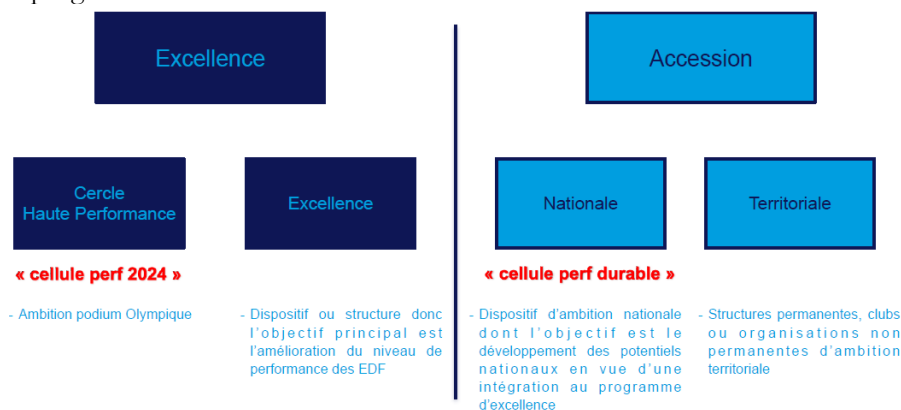 Excellence
Accession
Cercle
Haute Performance
Excellence
Nationale
Territoriale
« cellule perf 2024 »
« cellule perf durable »
- Ambition podium Olympique
- Dispositif ou structure donc
l'objectif principal est
l'amélioration du niveau de
performance des EDF
- Dispositif d'ambition nationale
dont l'objectif est le
développement des potentiels
nationaux en vue d'une
intégration au programme
d'excellence
- Structures permanentes, clubs
ou organisations non
permanentes d'ambition
territoriale